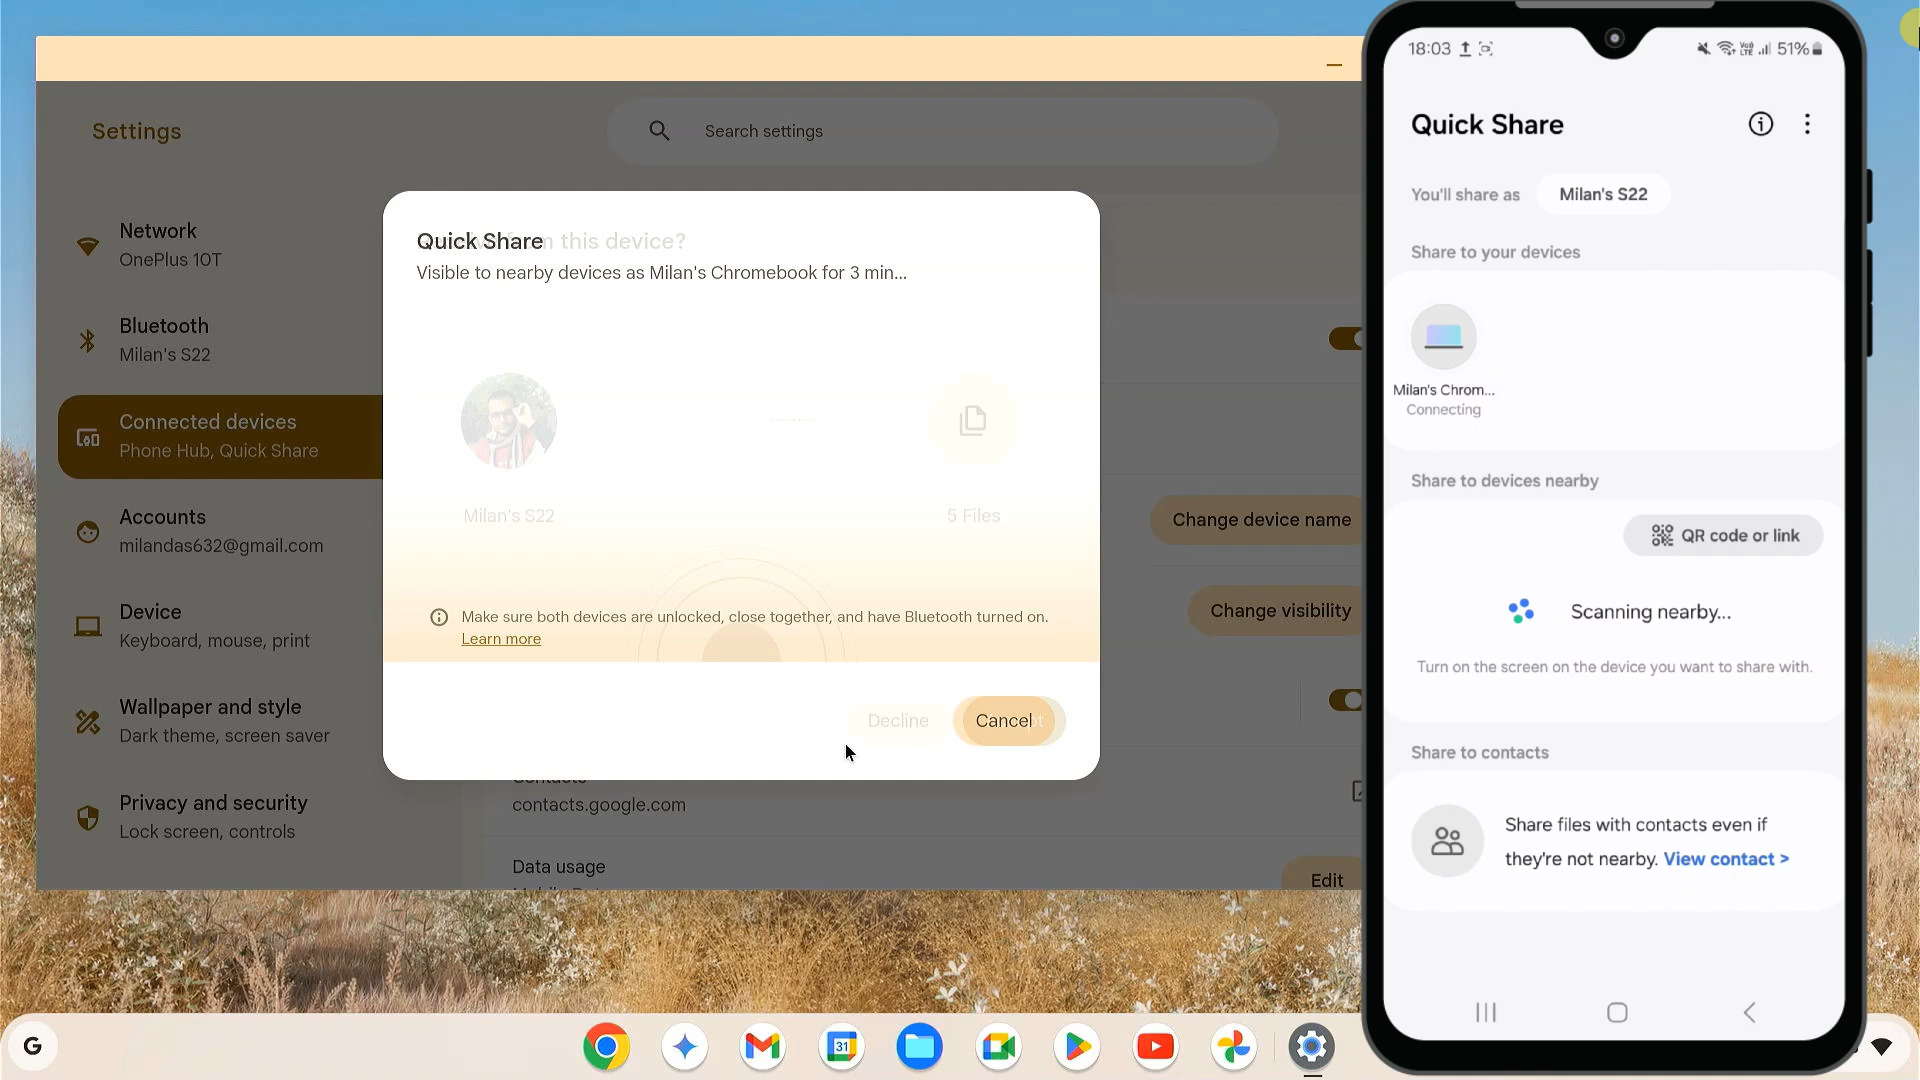 Settings
Search settings
Network
OnePlus 10T
Bluetooth
Milan's S22
Connected devices
Phone Hub, Quick Share
Accounts
milandas632@gmail.com
Device
Keyboard, mouse, print
Wallpaper and style
Dark theme, screen saver
Privacy and security
Lock screen, controls
Quick Share
from this device?
Visible to nearby devices as Milan's Chromebook for 3 min...
Milan's S22
5 Files
Make sure both devices are unlocked, close together, and have Bluetooth turned on.
Learn more
Decline
Cancel
Change device name
Change visibility
Contacts
contacts.google.com
Data usage
Edit
31
G
18:03
VoD LTE
51%
Quick Share
You'll share as
Milan's S22
Share to your devices
Milan's Chrom...
Connecting
Share to devices nearby
QR code or link
Scanning nearby...
Turn on the screen on the device you want to share with.
Share to contacts
Share files with contacts even if
they're not nearby. View contact >